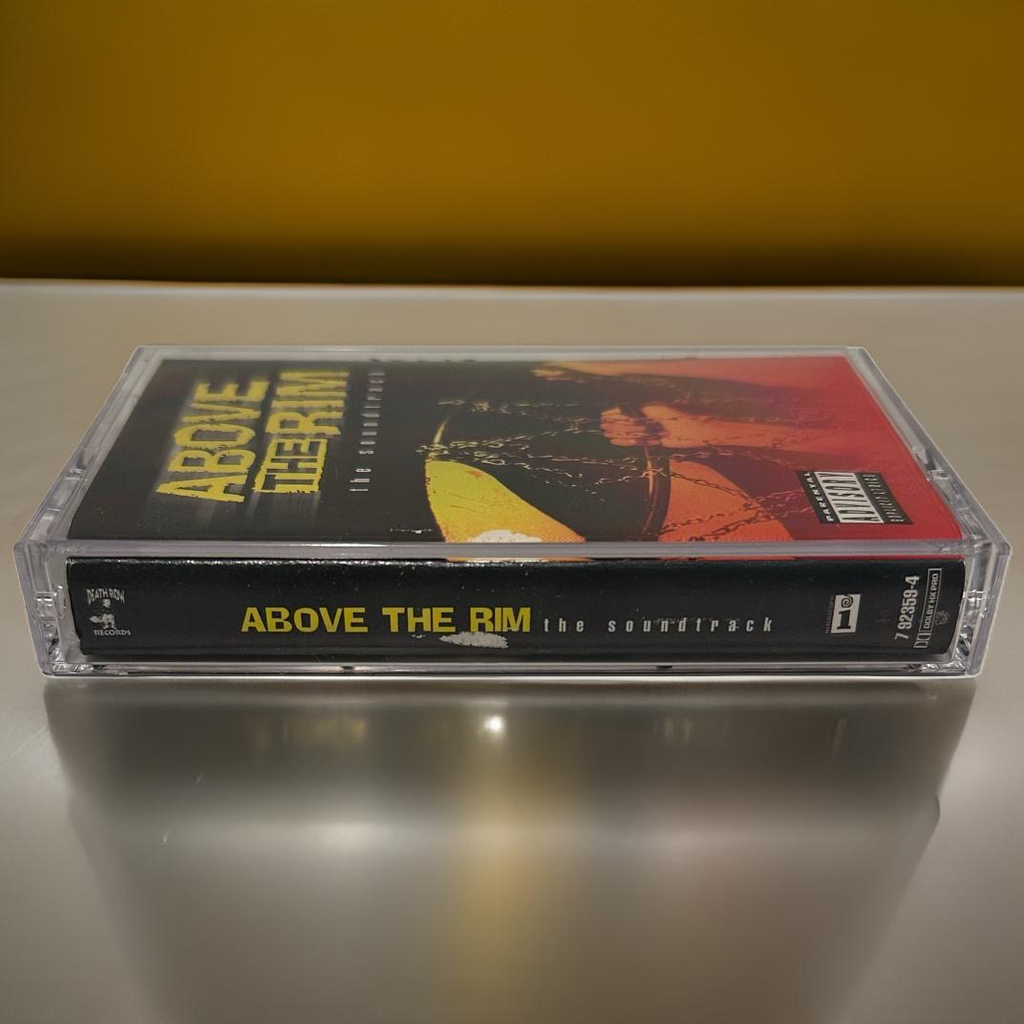 ABOVE
THE RIM
the soundtrack
PARENTAL
ADVISORY
EXPLICIT LYRICS
DEATH ROW
RECORDS
ABOVE THE RIM the soundtrack
1
7 92359-4
DOLBY HX PRO